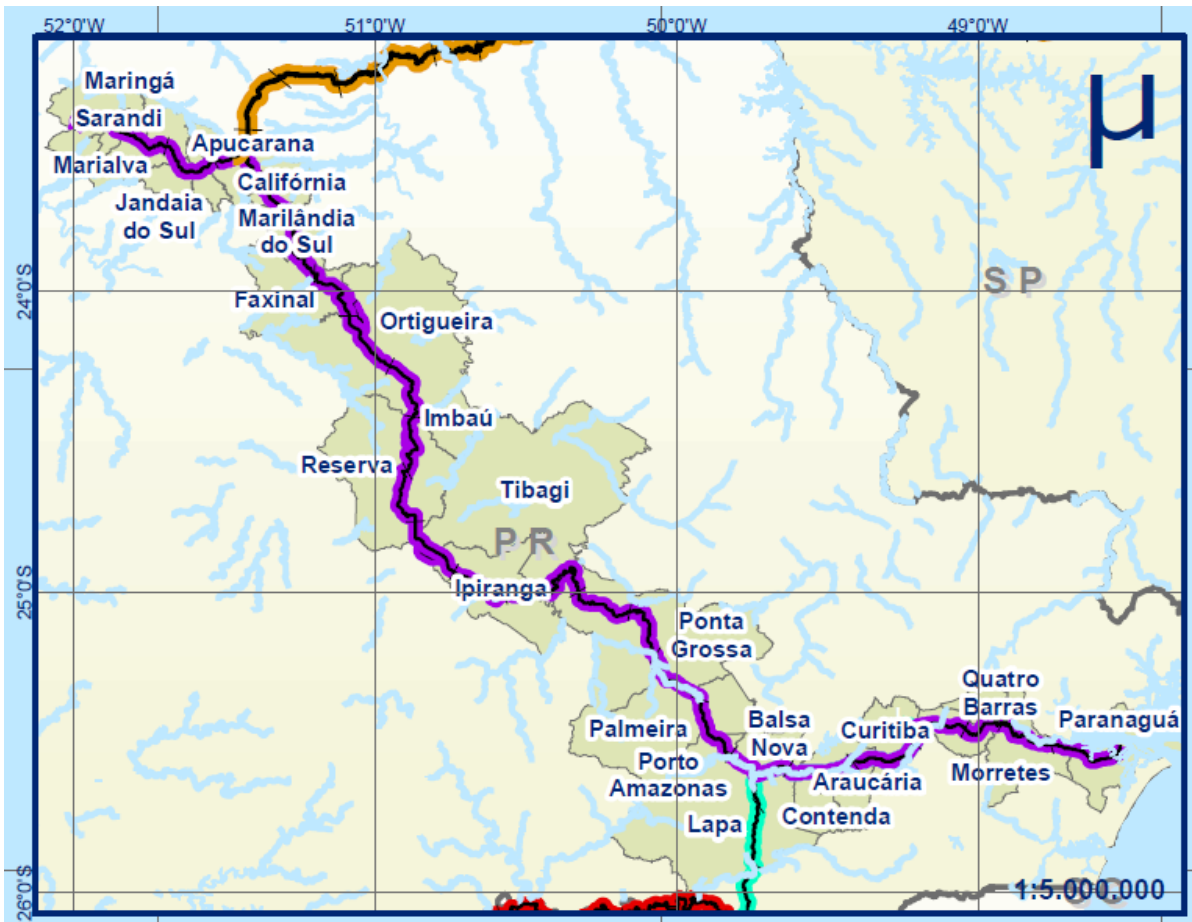 52°0'W
51°0'W
50°0'W
49°0'W
µ
Maringá
Sarandi
Marialva
Apucarana
Califórnia
Jandaia
do Sul
Marilândia
do Sul
24°0'S
Faxinal
Ortigueira
SP
Imbaú
Reserva
Tibagi
PR
25°0'S
Ipiranga
Ponta
Grossa
Quatro
Barras
Paranaguá
Palmeira
Balsa
Nova
Curitiba
Porto
Amazonas
Araucária
Morretes
Lapa
Contenda
26°0'S
1:5.000.000